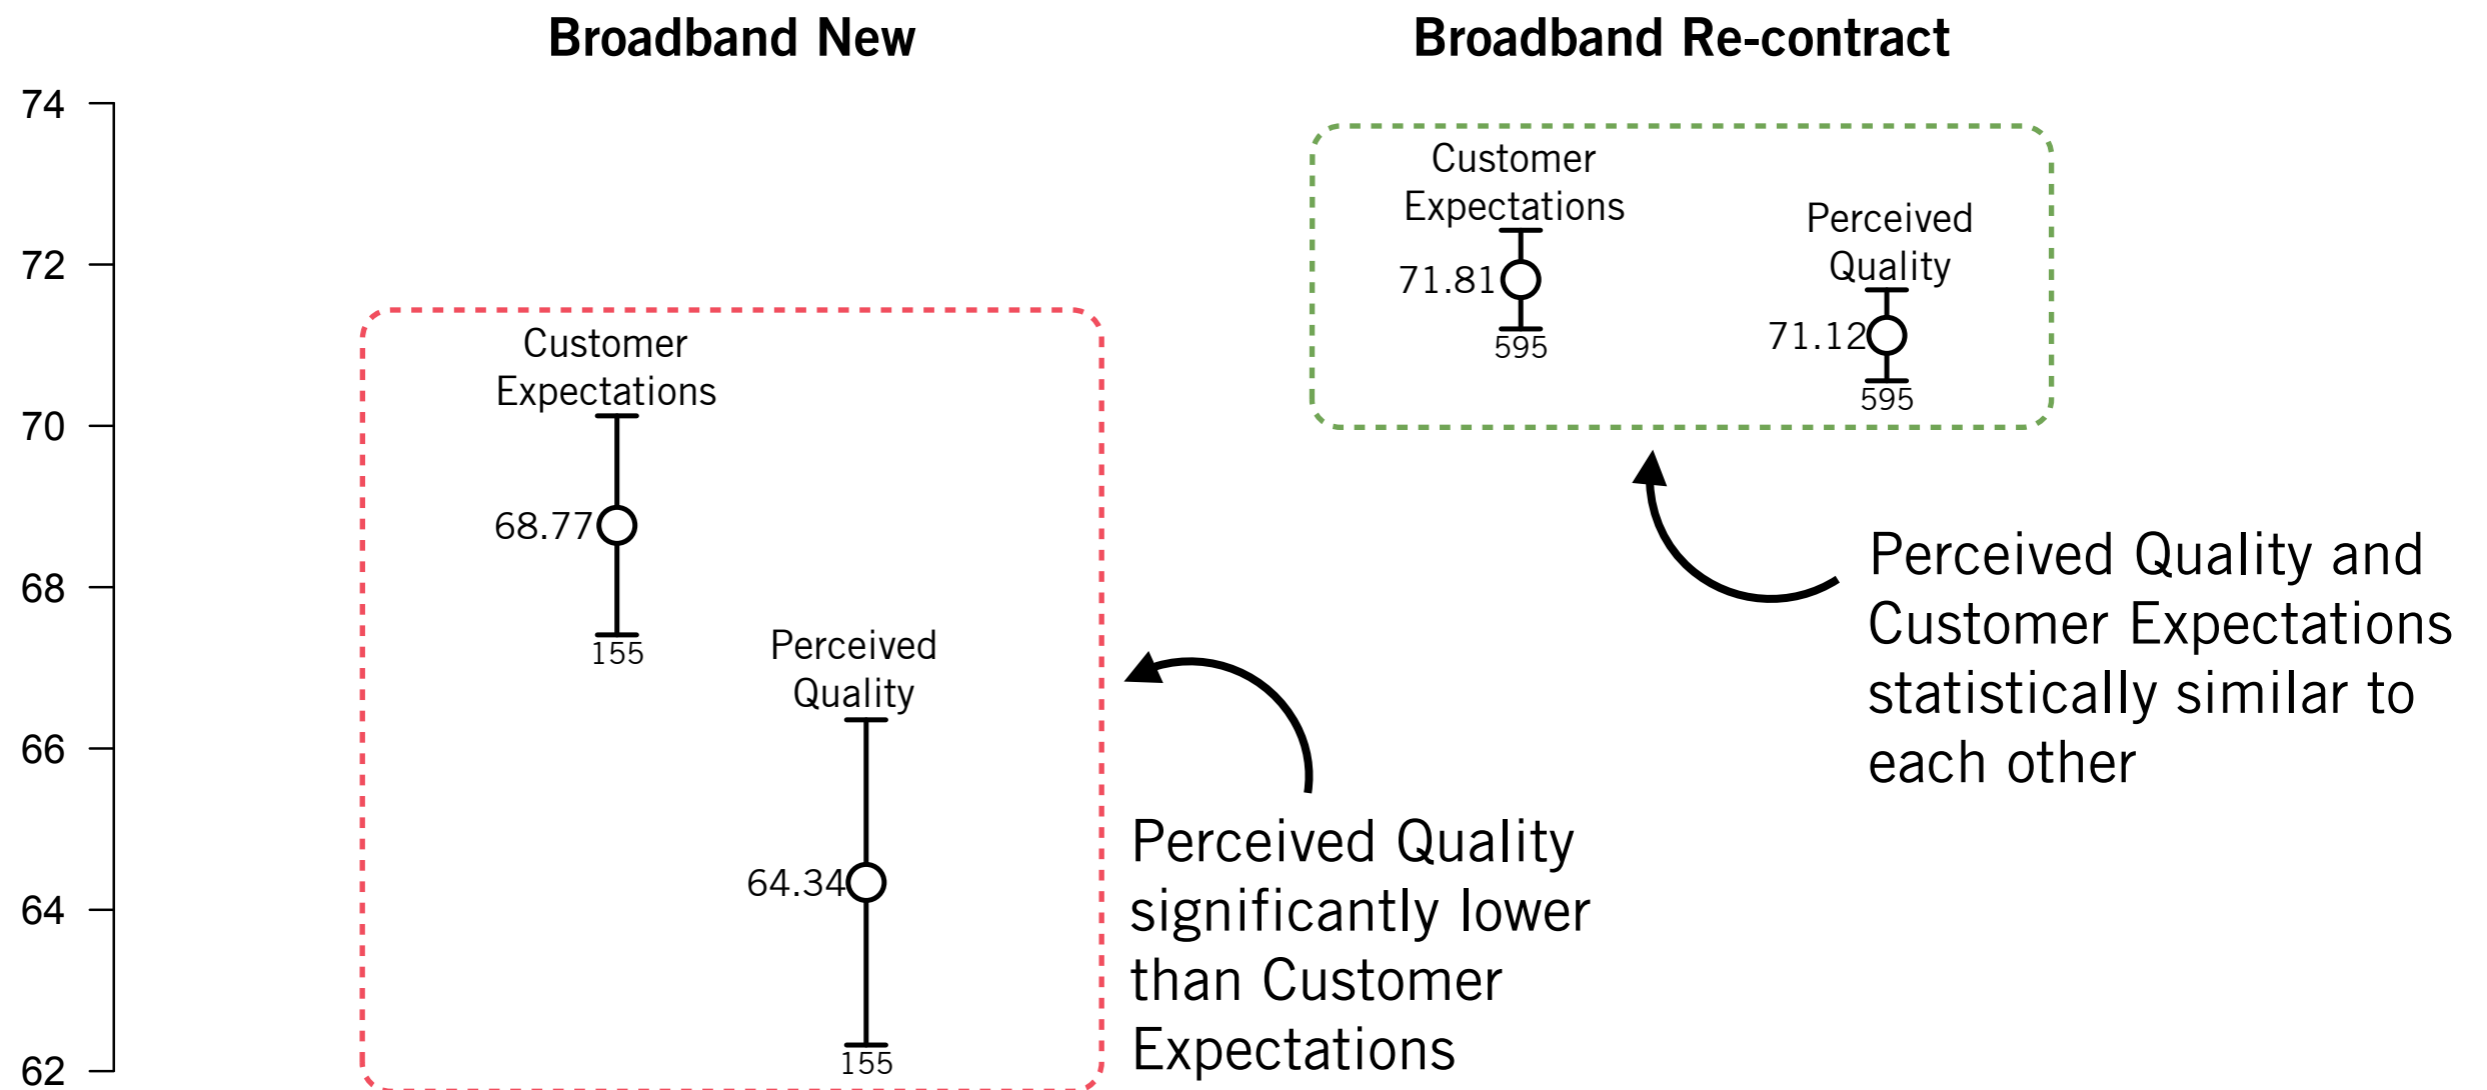 Broadband New
Broadband Re-contract
74
72
70
68
66
64
62
Customer
Expectations
68.77
155
Perceived
Quality
64.34
155
Customer
Expectations
71.81
595
Perceived
Quality
71.12
595
Perceived Quality
significantly lower
than Customer
Expectations
Perceived Quality and
Customer Expectations
statistically similar to
each other